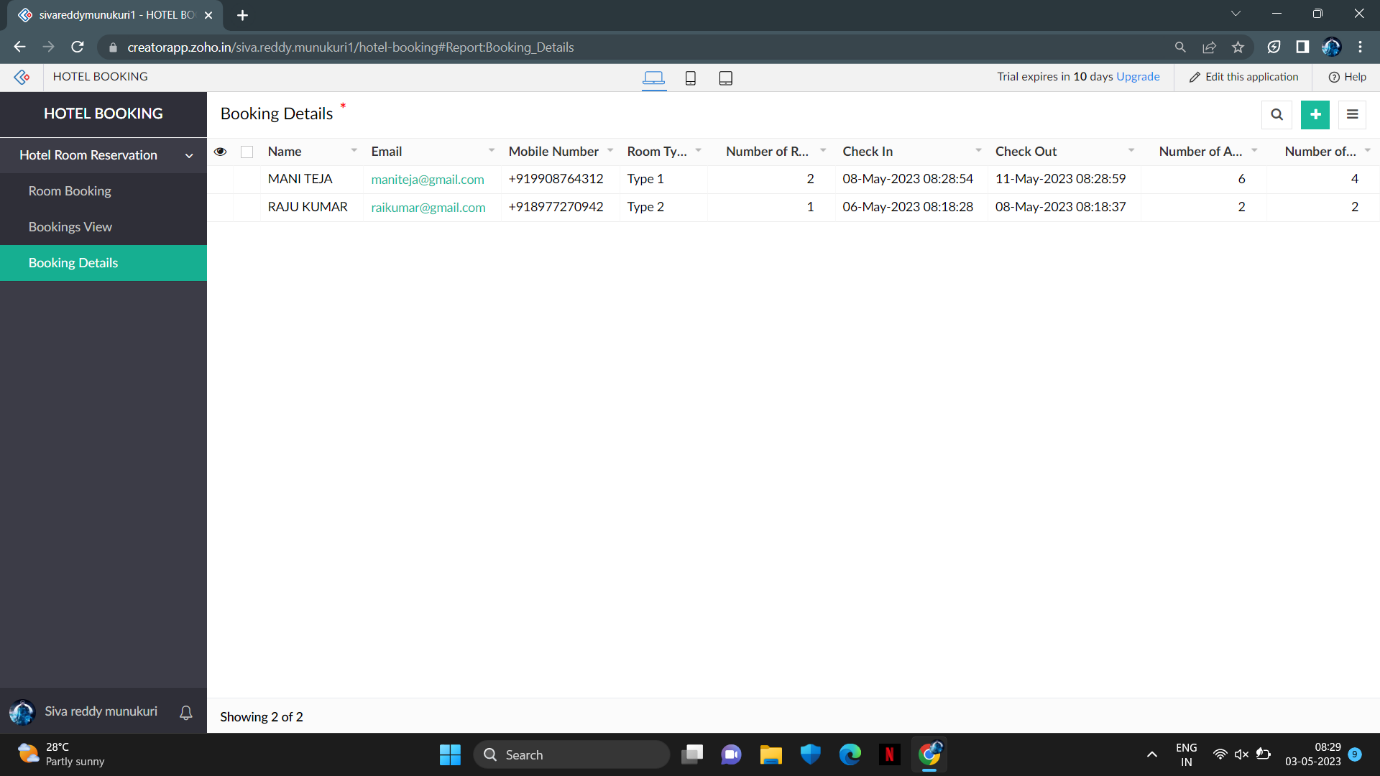 sivareddymunukuri1 - HOTEL BO
creatorapp.zoho.in/siva.reddy.munukuri1/hotel-booking#Report:Booking_Details
HOTEL BOOKING
Trial expires in 10 days Upgrade
Edit this application
Help
HOTEL BOOKING
Hotel Room Reservation
Room Booking
Bookings View
Booking Details
Booking Details *
Name Email Mobile Number Room Ty... Number of R... Check In Check Out Number of A... Number of...
MANI TEJA maniteja@gmail.com +919908764312 Type 1 2 08-May-2023 08:28:54 11-May-2023 08:28:59 6 4
RAJU KUMAR rajkumar@gmail.com +918977270942 Type 2 1 06-May-2023 08:18:28 08-May-2023 08:18:37 2 2
Siva reddy munukuri
Showing 2 of 2
28°C
Partly sunny
Search
N
ENG
IN
08:29
03-05-2023
9